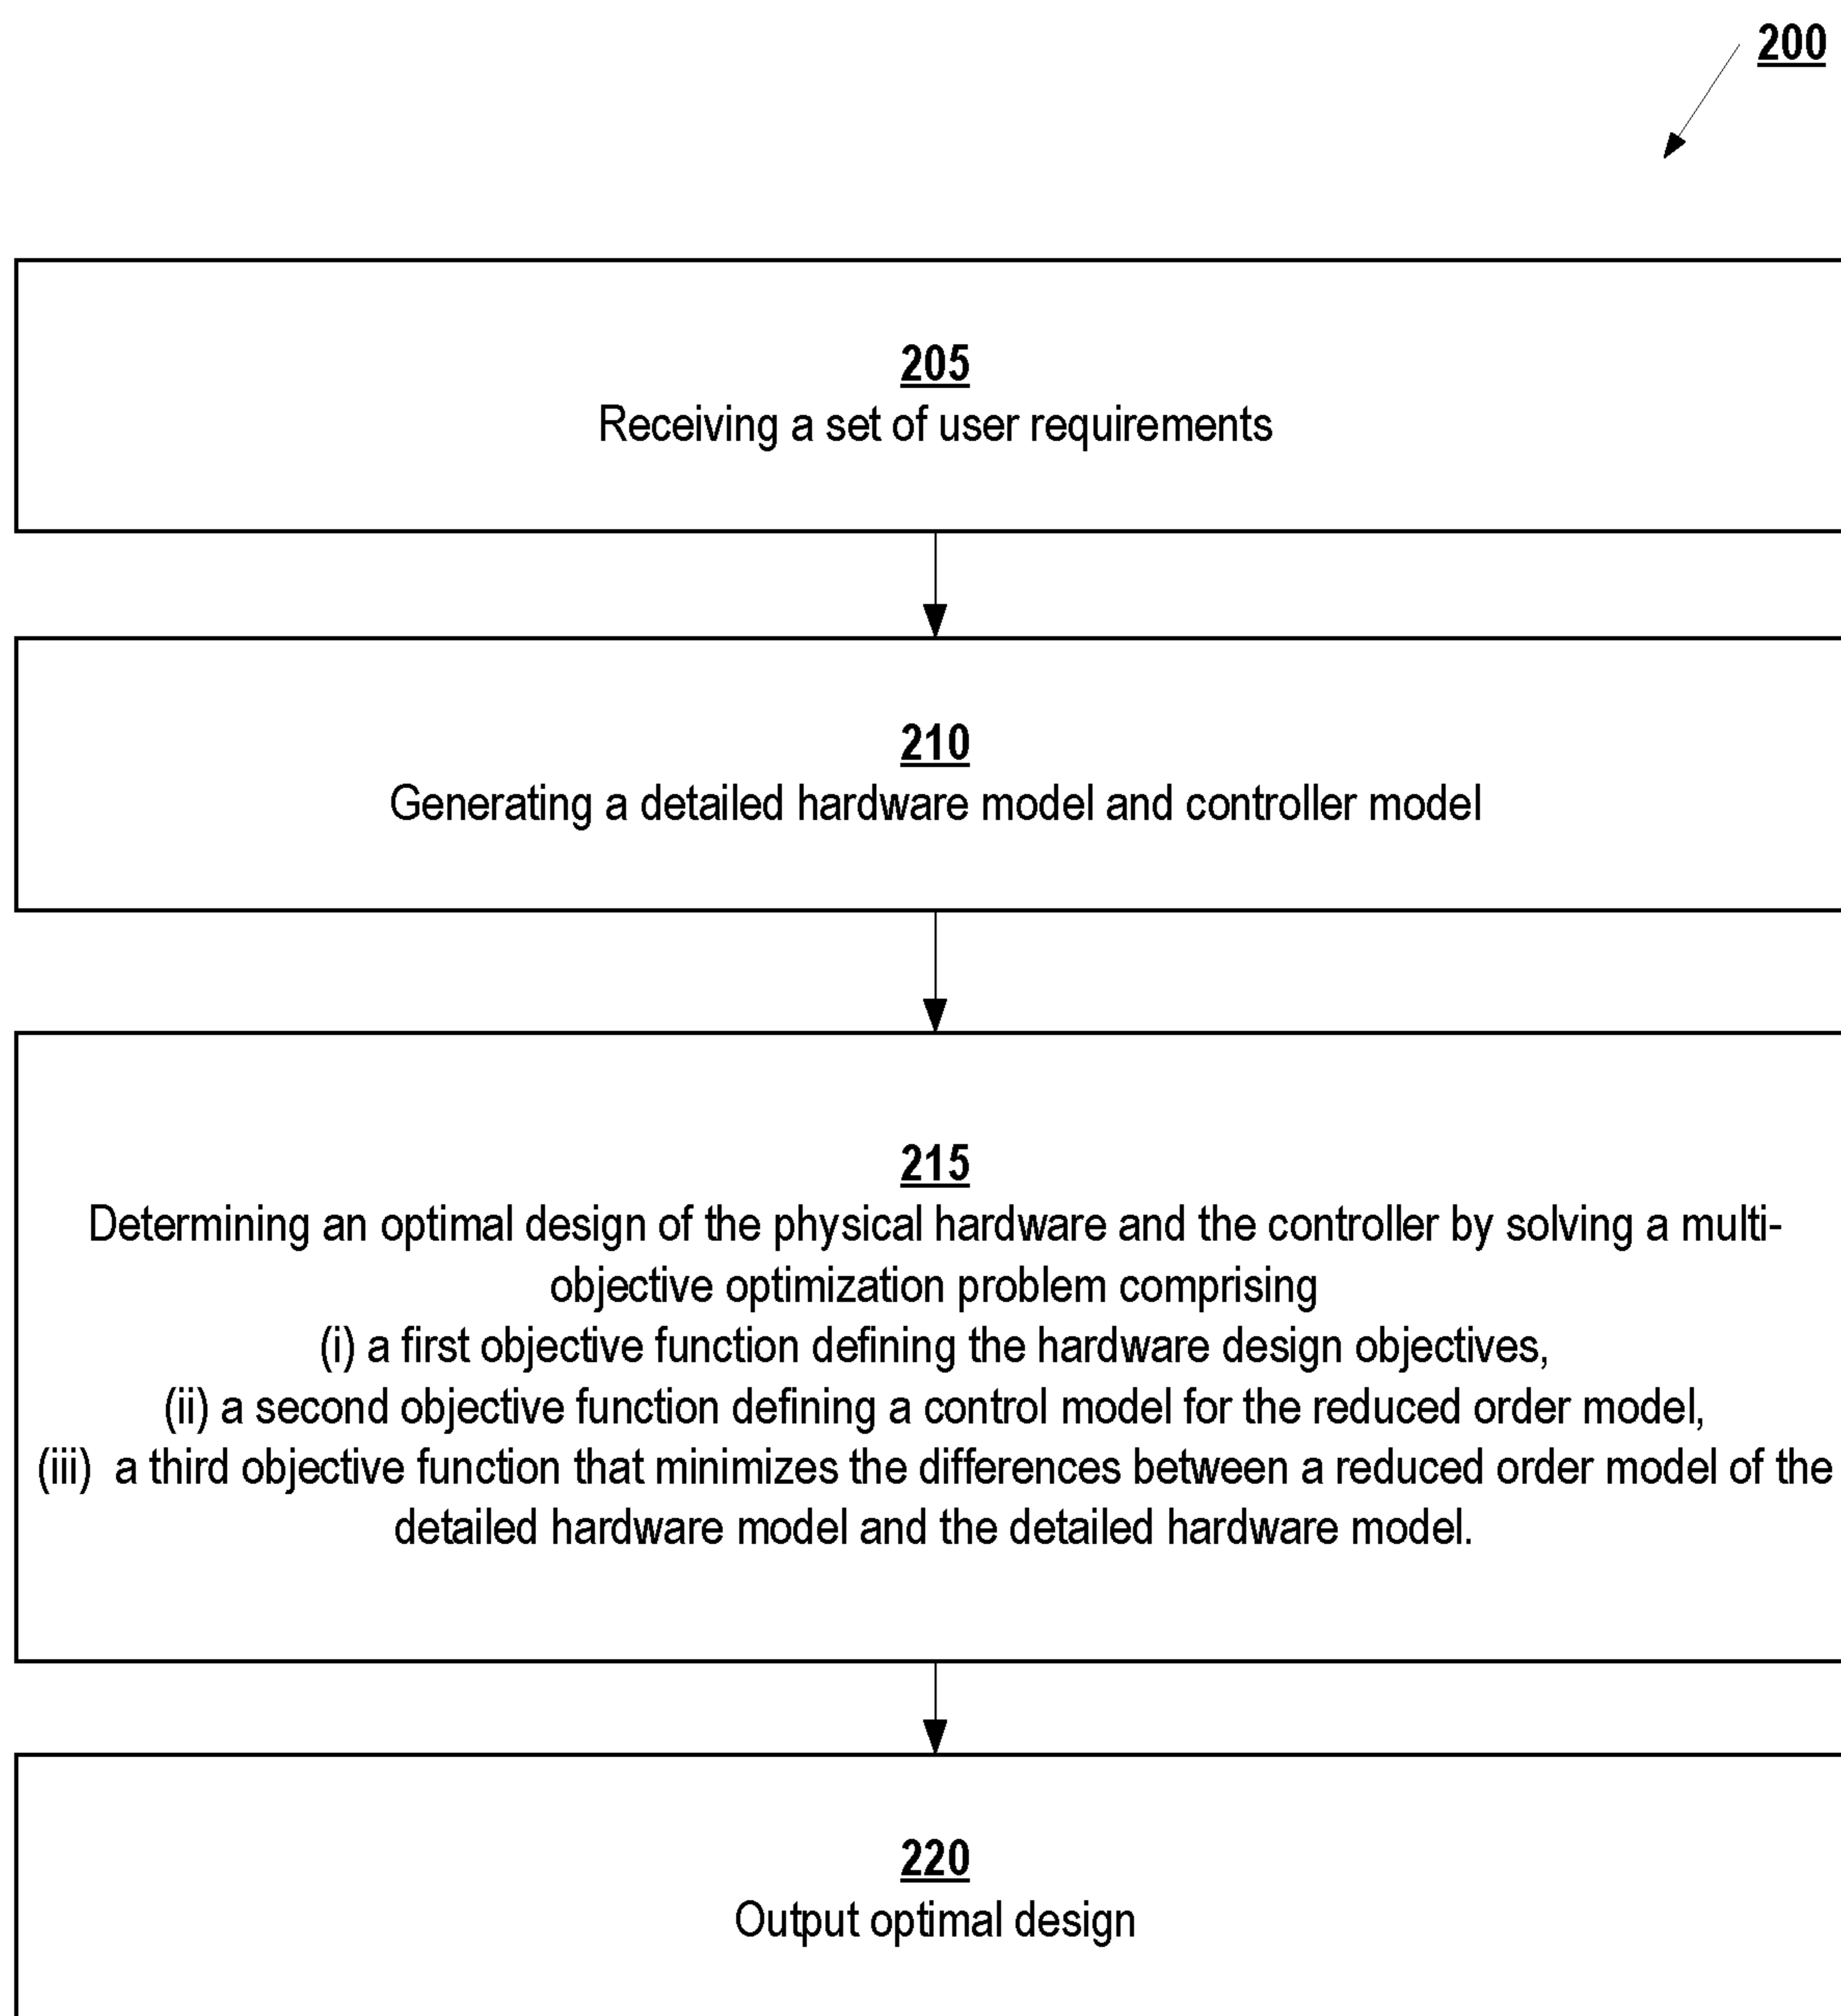 200
205
Receiving a set of user requirements
210
Generating a detailed hardware model and controller model
215
Determining an optimal design of the physical hardware and the controller by solving a multi-
objective optimization problem comprising
(i) a first objective function defining the hardware design objectives,
(ii) a second objective function defining a control model for the reduced order model,
(iii) a third objective function that minimizes the differences between a reduced order model of the
detailed hardware model and the detailed hardware model.
220
Output optimal design